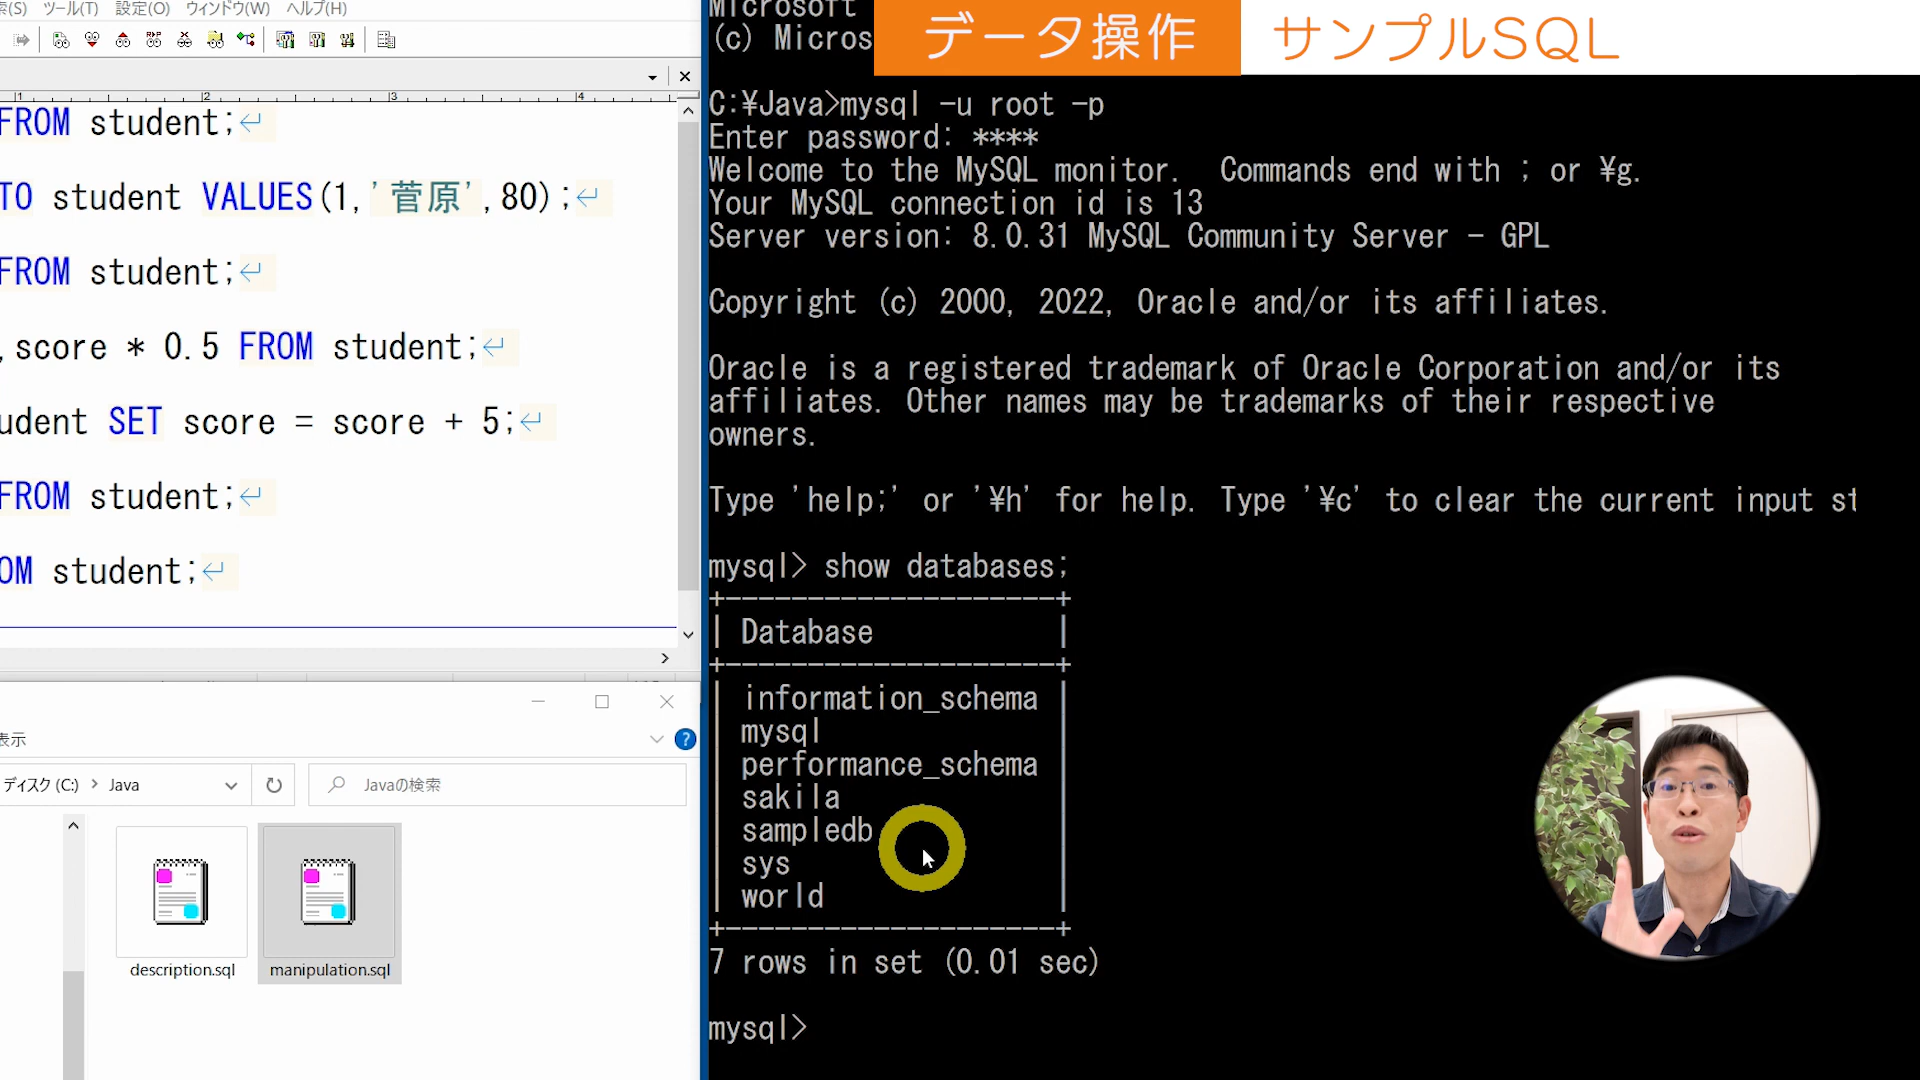 索(S) ツール(T) 設定(O) ウィンドウ(W) ヘルプ(H)
1 2 3 4
FROM student;↵
TO student VALUES(1,'菅原',80);↵
FROM student;↵
,score * 0.5 FROM student;↵
udent SET score = score + 5;↵
FROM student;↵
OM student;↵
表示
ディスク (C:) > Java
Javaの検索
description.sql
manipulation.sql
データ操作 サンプルSQL
Microsoft
(c) Micros
C:¥Java>mysql -u root -p
Enter password: ****
Welcome to the MySQL monitor.  Commands end with ; or ¥g.
Your MySQL connection id is 13
Server version: 8.0.31 MySQL Community Server - GPL
Copyright (c) 2000, 2022, Oracle and/or its affiliates.
Oracle is a registered trademark of Oracle Corporation and/or its
affiliates. Other names may be trademarks of their respective
owners.
Type 'help;' or '¥h' for help. Type '¥c' to clear the current input st
mysql> show databases;
+--------------------+
| Database           |
+--------------------+
| information_schema |
| mysql              |
| performance_schema |
| sakila             |
| sampledb           |
| sys                |
| world              |
+--------------------+
7 rows in set (0.01 sec)
mysql>